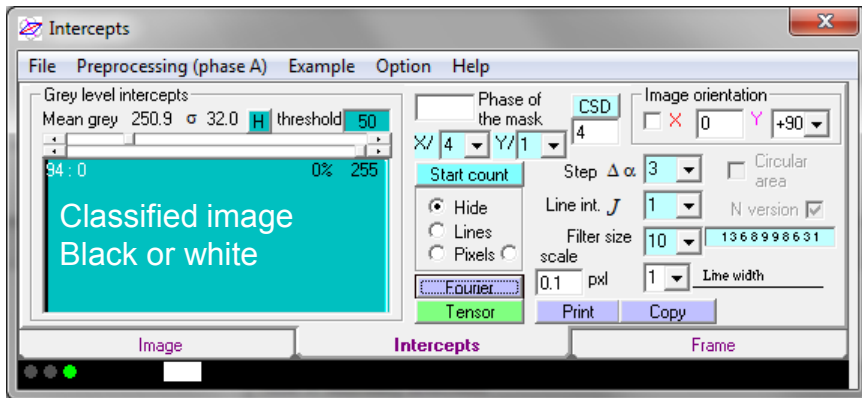 Intercepts
File Preprocessing (phase A) Example Option Help
Grey level intercepts
Mean grey 250.9 σ 32.0 H threshold 50
94 : 0 0% 255
Classified image
Black or white
Phase of
the mask
CSD
4
X/ 4 Y/ 1
Start count
Hide
Lines
Pixels
Fourier
Tensor
Image orientation
X 0 Y +90
Step Δ α 3
Circular
area
Line int. J 1
N version
Filter size 10
1368998631
scale
0.1 pxl
1 Line width
Print Copy
Image Intercepts Frame